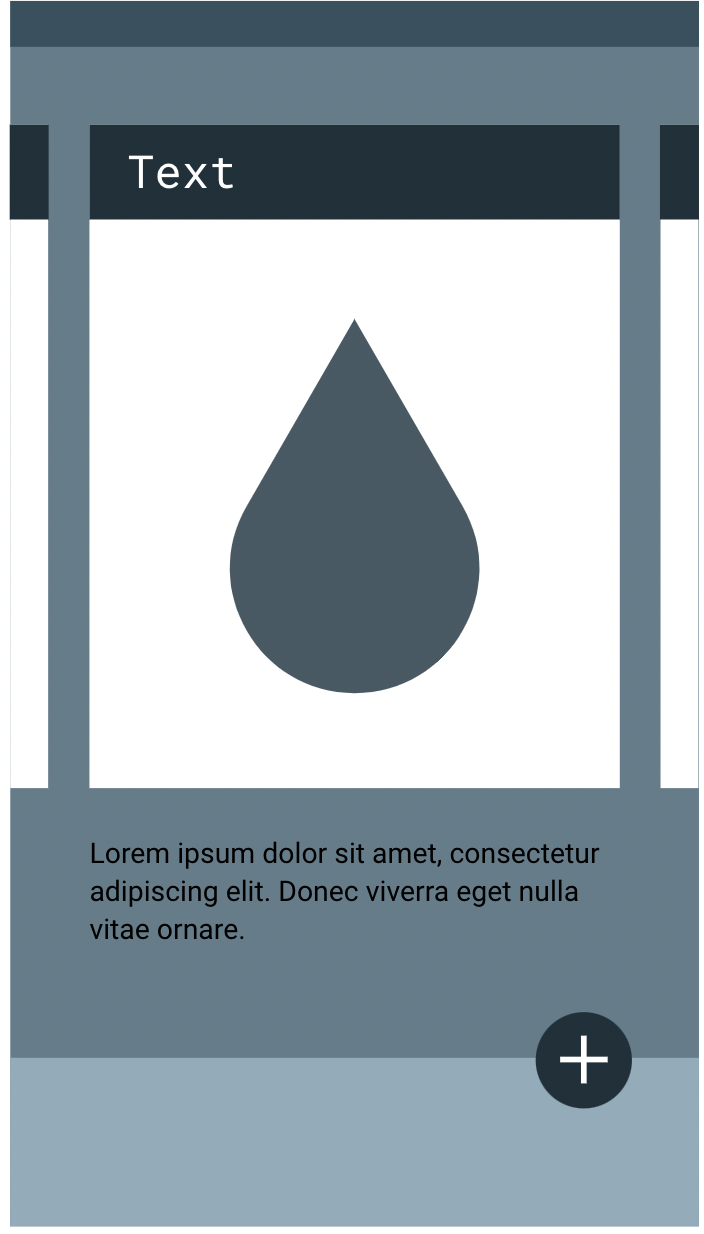 Text
Lorem ipsum dolor sit amet, consectetur
adipiscing elit. Donec viverra eget nulla
vitae ornare.